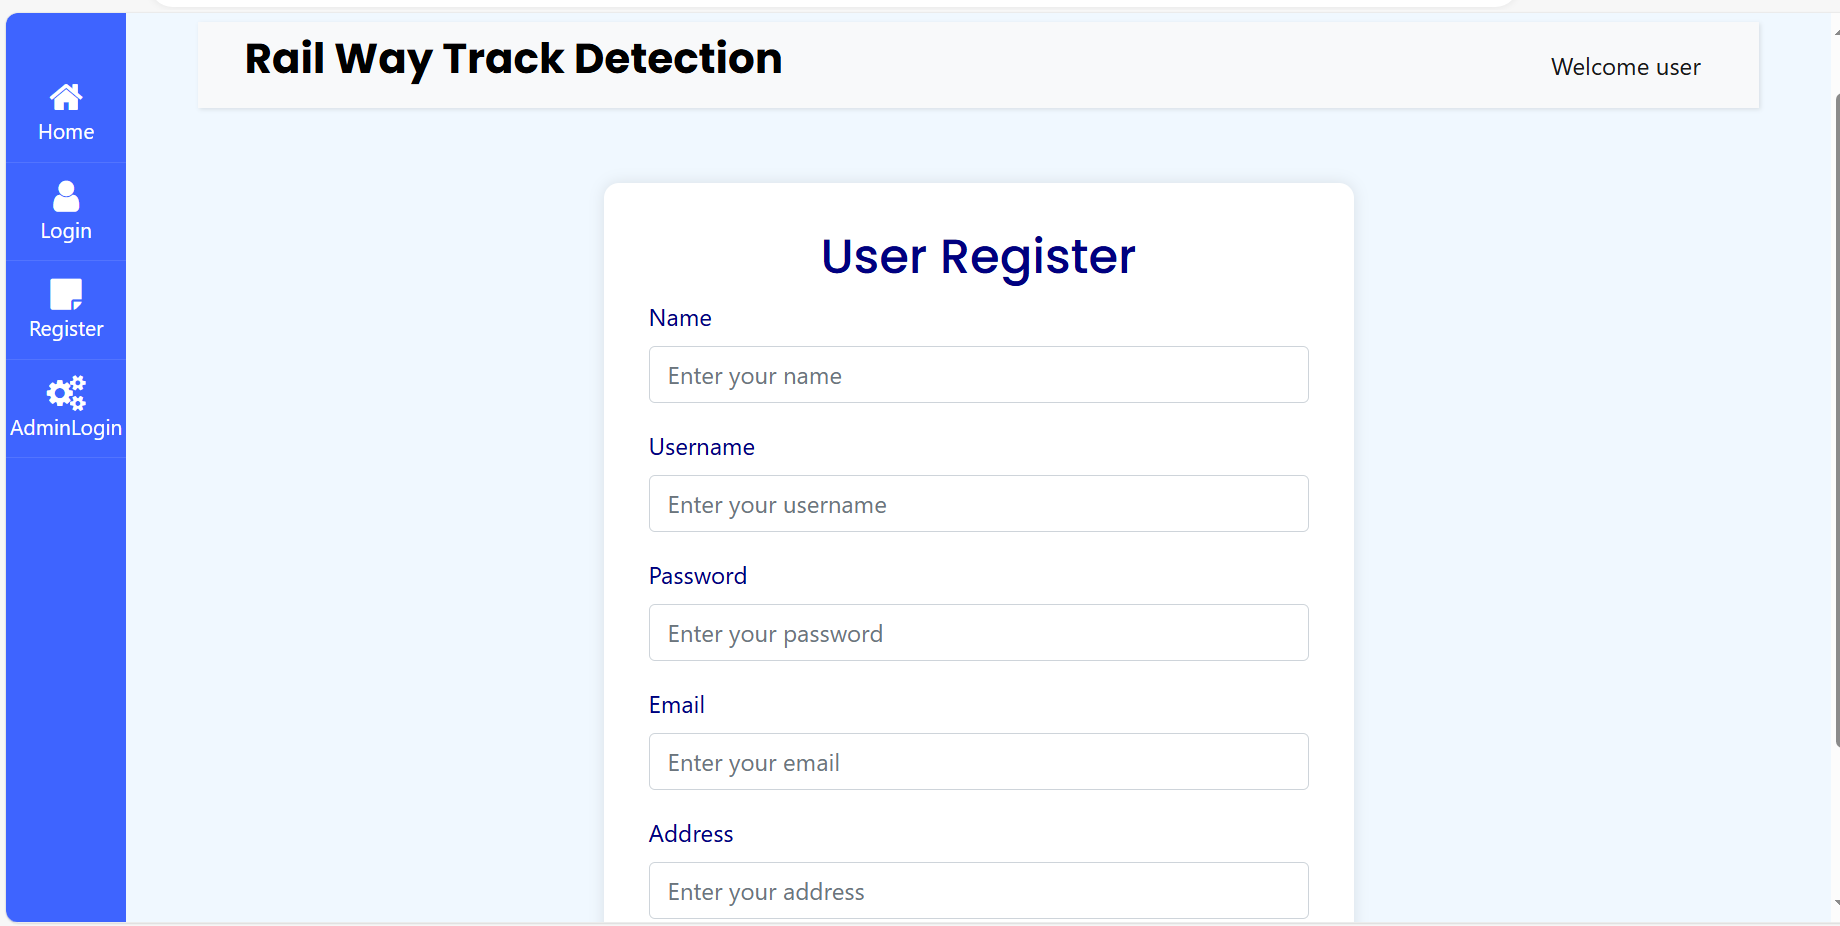 Rail Way Track Detection
Welcome user
Home
Login
Register
AdminLogin
User Register
Name
Enter your name
Username
Enter your username
Password
Enter your password
Email
Enter your email
Address
Enter your address